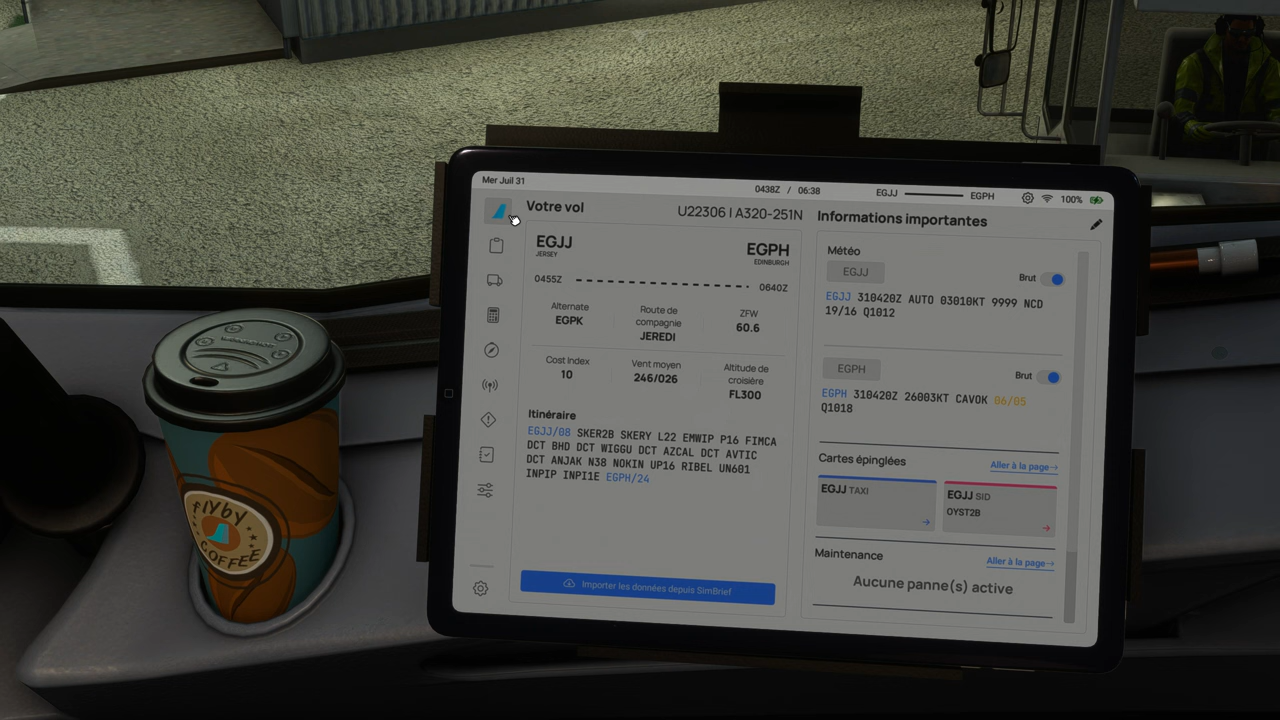 Mer Juil 31
0438Z / 06:38
EGJJ EGPH
100%
Votre vol
U22306 | A320-251N
EGJJ
JERSEY
EGPH
EDINBURGH
0455Z
0640Z
Alternate
EGPK
Route de
compagnie
JEREDI
ZFW
60.6
Cost Index
10
Vent moyen
246/026
Altitude de
croisière
FL300
Itinéraire
EGJJ/08 SKER2B SKERY L22 EMWIP P16 FIMCA
DCT BHD DCT WIGGU DCT AZCAL DCT AVTIC
DCT ANJAK N38 NOKIN UP16 RIBEL UN601
INPIP INPI1E EGPH/24
Importer les données depuis SimBrief
Informations importantes
Météo
EGJJ
Brut
EGJJ 310420Z AUTO 03010KT 9999 NCD
19/16 Q1012
EGPH
Brut
EGPH 310420Z 26003KT CAVOK 06/05
Q1018
Cartes épinglées
Aller à la page→
EGJJ TAXI
→
EGJJ SID
OYST2B
→
Maintenance
Aller à la page→
Aucune panne(s) active
flyby
COFFEE